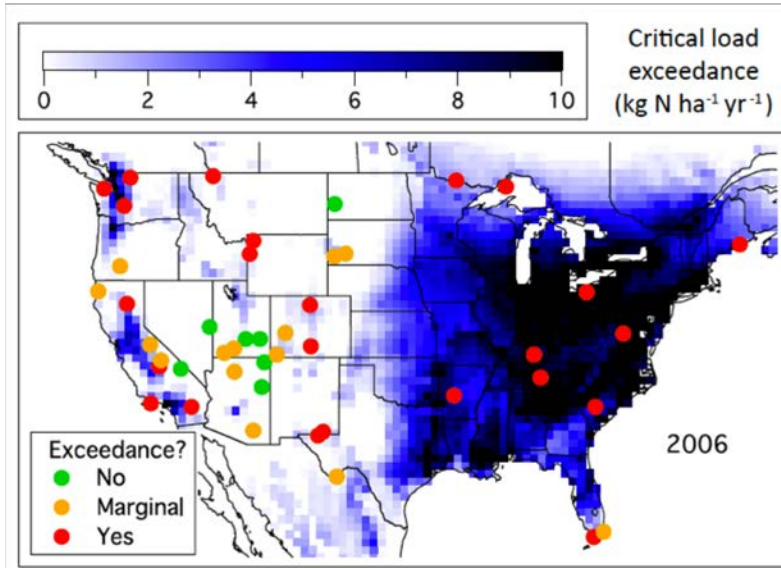 Critical load
exceedance
(kg N ha⁻¹ yr⁻¹)
0 2 4 6 8 10
2006
Exceedance?
No
Marginal
Yes